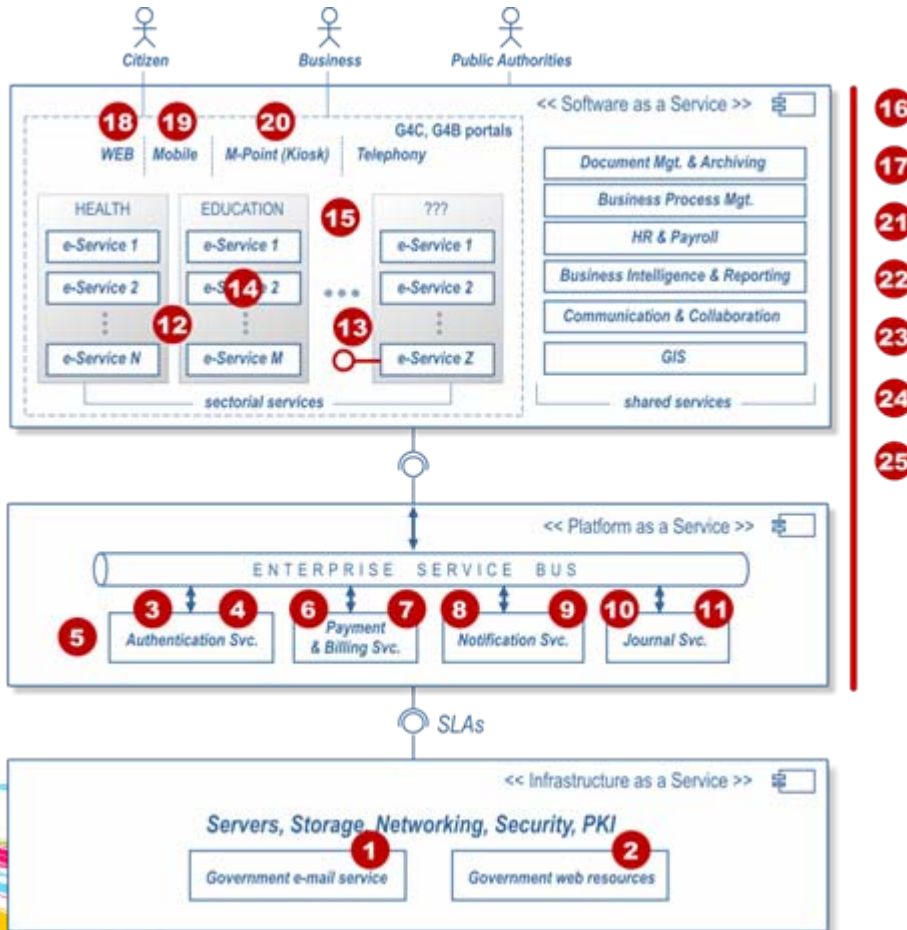 Citizen
Business
Public Authorities
<< Software as a Service >>
16
18
19
20
G4C, G4B portals
WEB
Mobile
M-Point (Kiosk)
Telephony
Document Mgt. & Archiving
17
HEALTH
EDUCATION
15
???
Business Process Mgt.
21
e-Service 1
e-Service 1
e-Service 1
HR & Payroll
e-Service 2
e-S
14
2
e-Service 2
Business Intelligence & Reporting
22
12
13
Communication & Collaboration
23
e-Service N
e-Service M
e-Service Z
GIS
sectorial services
shared services
24
25
<< Platform as a Service >>
ENTERPRISE SERVICE BUS
3
4
6
7
8
9
10
11
5
Authentication Svc.
Payment
& Billing Svc.
Notification Svc.
Journal Svc.
SLAs
<< Infrastructure as a Service >>
Servers, Storage, Networking, Security, PKI
1
2
Government e-mail service
Government web resources